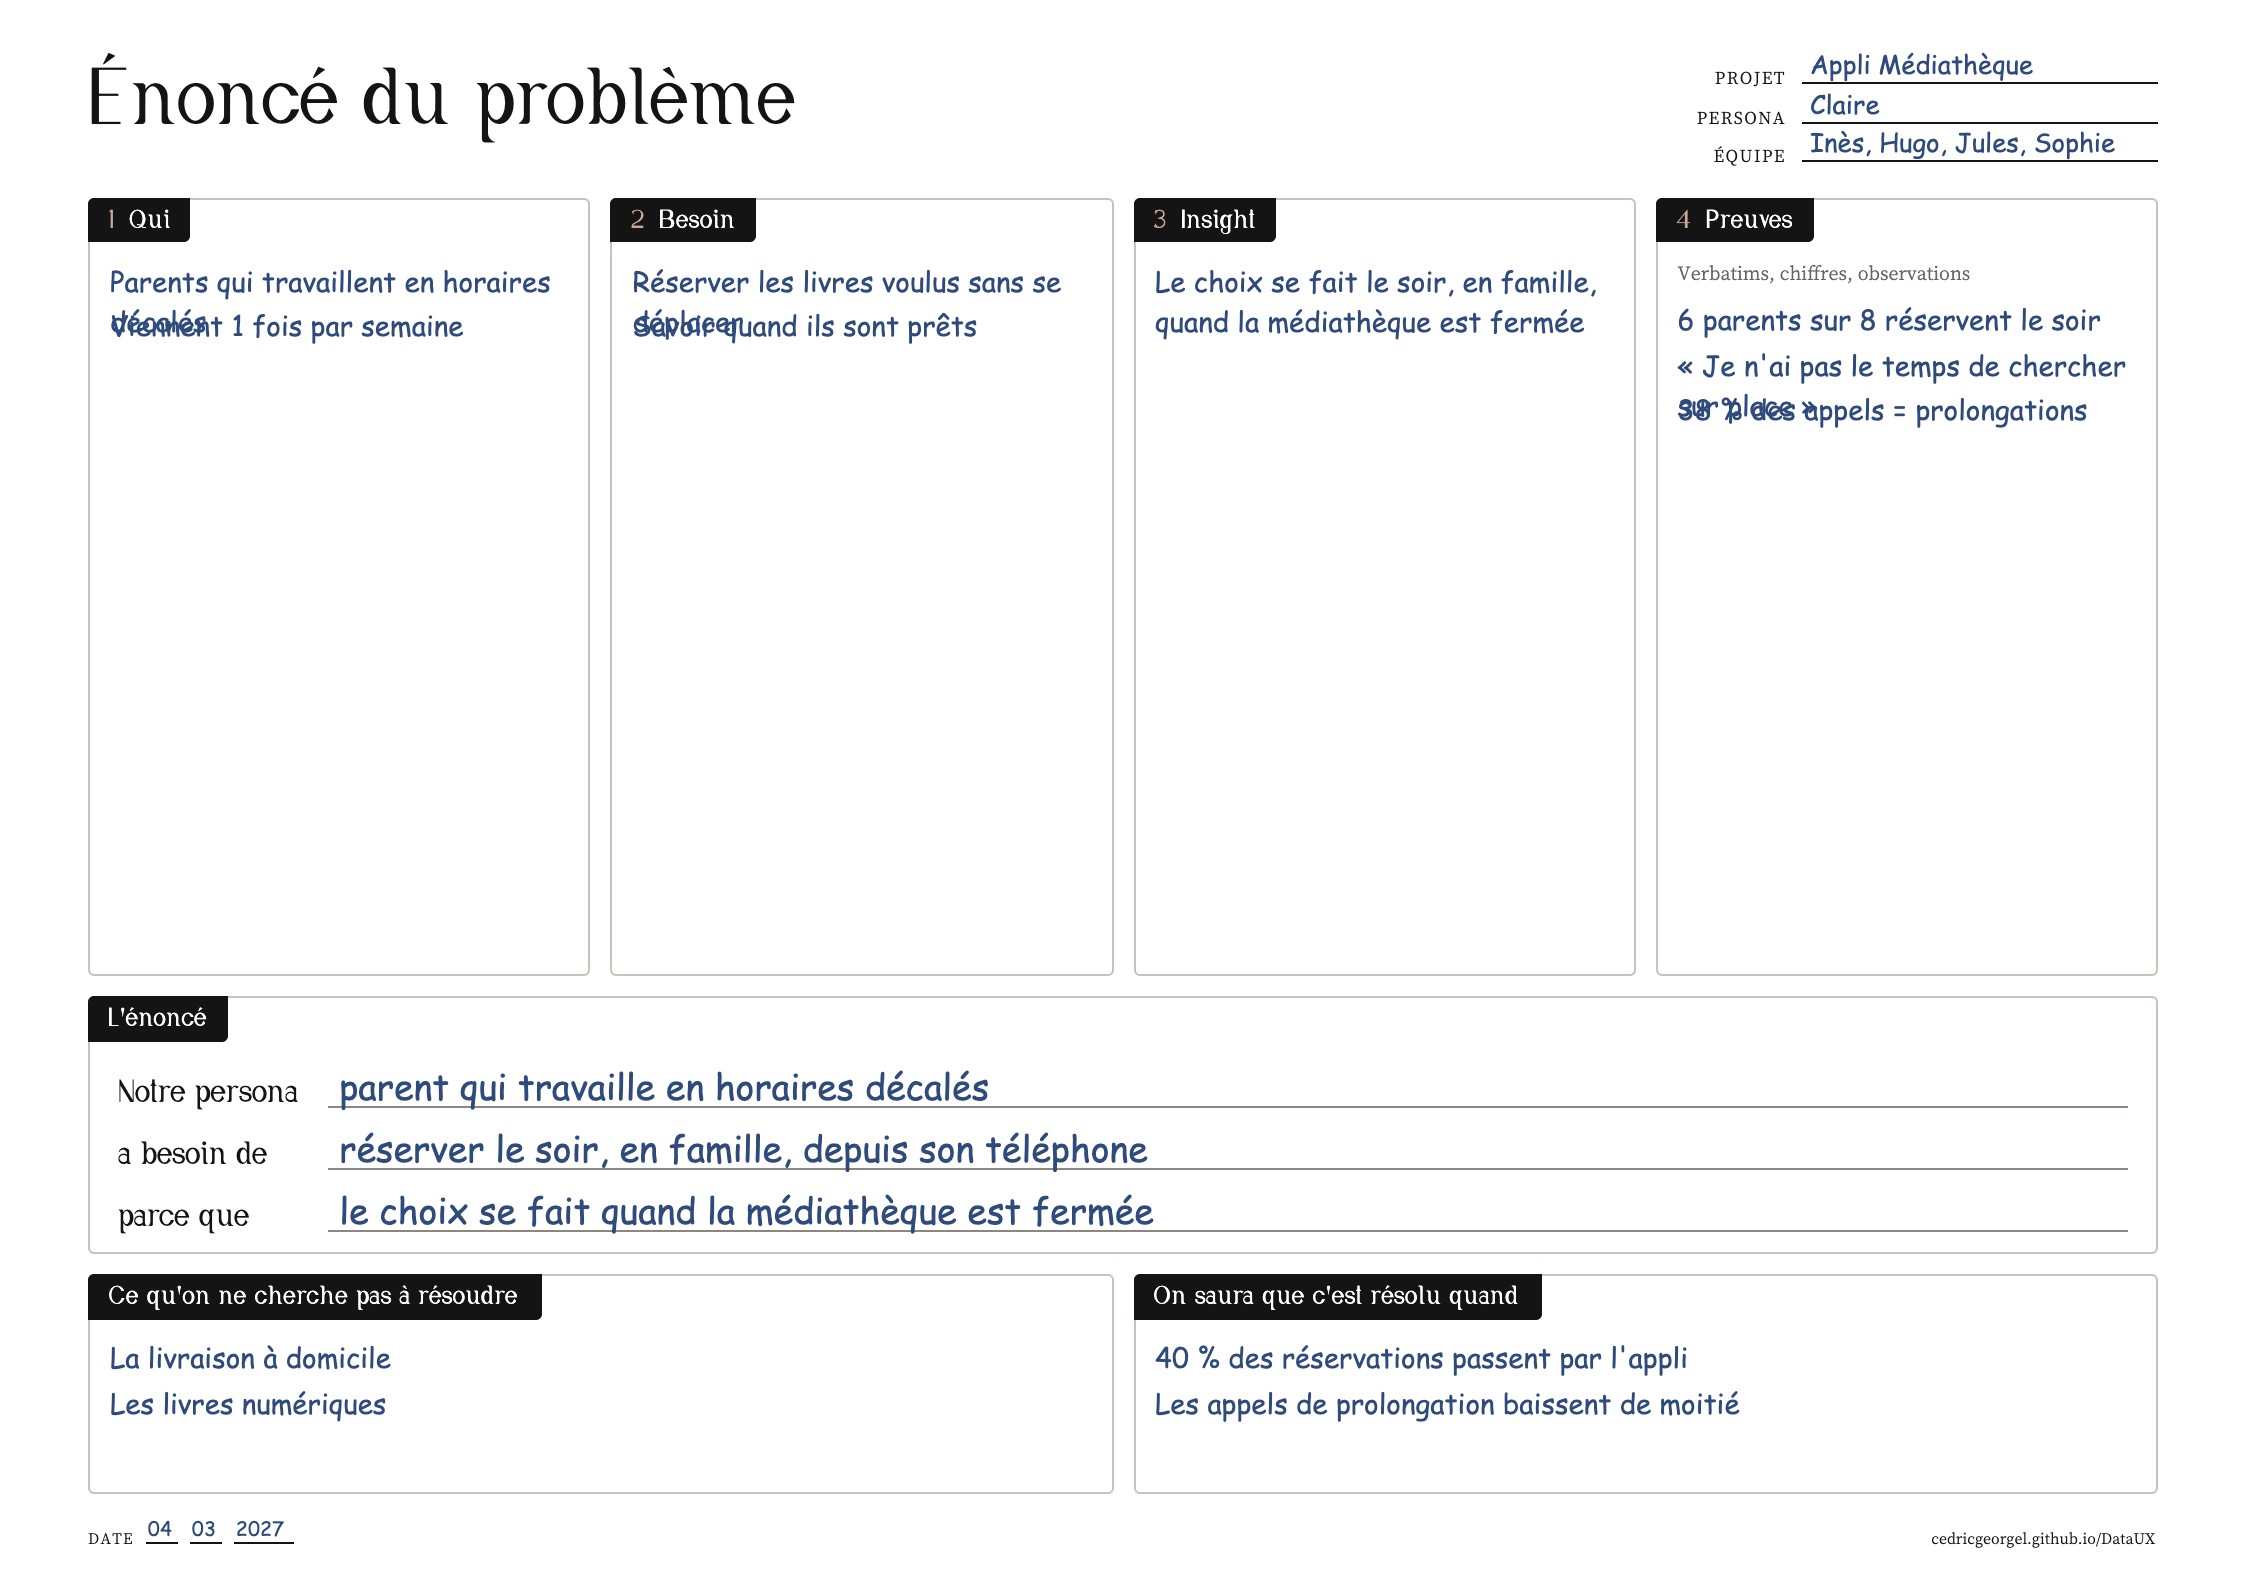 Énoncé du problème
PROJET Appli Médiathèque
PERSONA Claire
ÉQUIPE Inès, Hugo, Jules, Sophie
1 Qui
Parents qui travaillent en horaires
décalés
Viennent 1 fois par semaine
2 Besoin
Réserver les livres voulus sans se
déplacer
Savoir quand ils sont prêts
3 Insight
Le choix se fait le soir, en famille,
quand la médiathèque est fermée
4 Preuves
Verbatims, chiffres, observations
6 parents sur 8 réservent le soir
« Je n'ai pas le temps de chercher
sur place »
38 % des appels = prolongations
L'énoncé
Notre persona parent qui travaille en horaires décalés
a besoin de réserver le soir, en famille, depuis son téléphone
parce que le choix se fait quand la médiathèque est fermée
Ce qu'on ne cherche pas à résoudre
La livraison à domicile
Les livres numériques
On saura que c'est résolu quand
40 % des réservations passent par l'appli
Les appels de prolongation baissent de moitié
DATE 04 03 2027
cedricgeorgel.github.io/DataUX